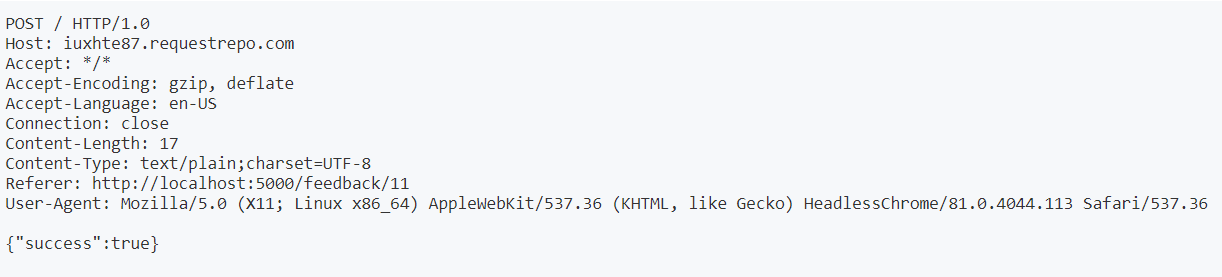 POST / HTTP/1.0
Host: iuxhte87.requestrepo.com
Accept: */*
Accept-Encoding: gzip, deflate
Accept-Language: en-US
Connection: close
Content-Length: 17
Content-Type: text/plain;charset=UTF-8
Referer: http://localhost:5000/feedback/11
User-Agent: Mozilla/5.0 (X11; Linux x86_64) AppleWebKit/537.36 (KHTML, like Gecko) HeadlessChrome/81.0.4044.113 Safari/537.36
{"success":true}